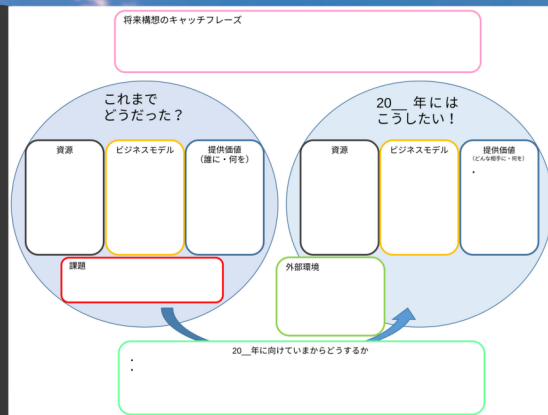 将来構想のキャッチフレーズ
これまで
どうだった？
資源
ビジネスモデル
提供価値
（誰に・何を）
課題
20__ 年には
こうしたい！
資源
ビジネスモデル
提供価値
（どんな相手に・何を）
・
外部環境
20__年に向けていまからどうするか
・
・